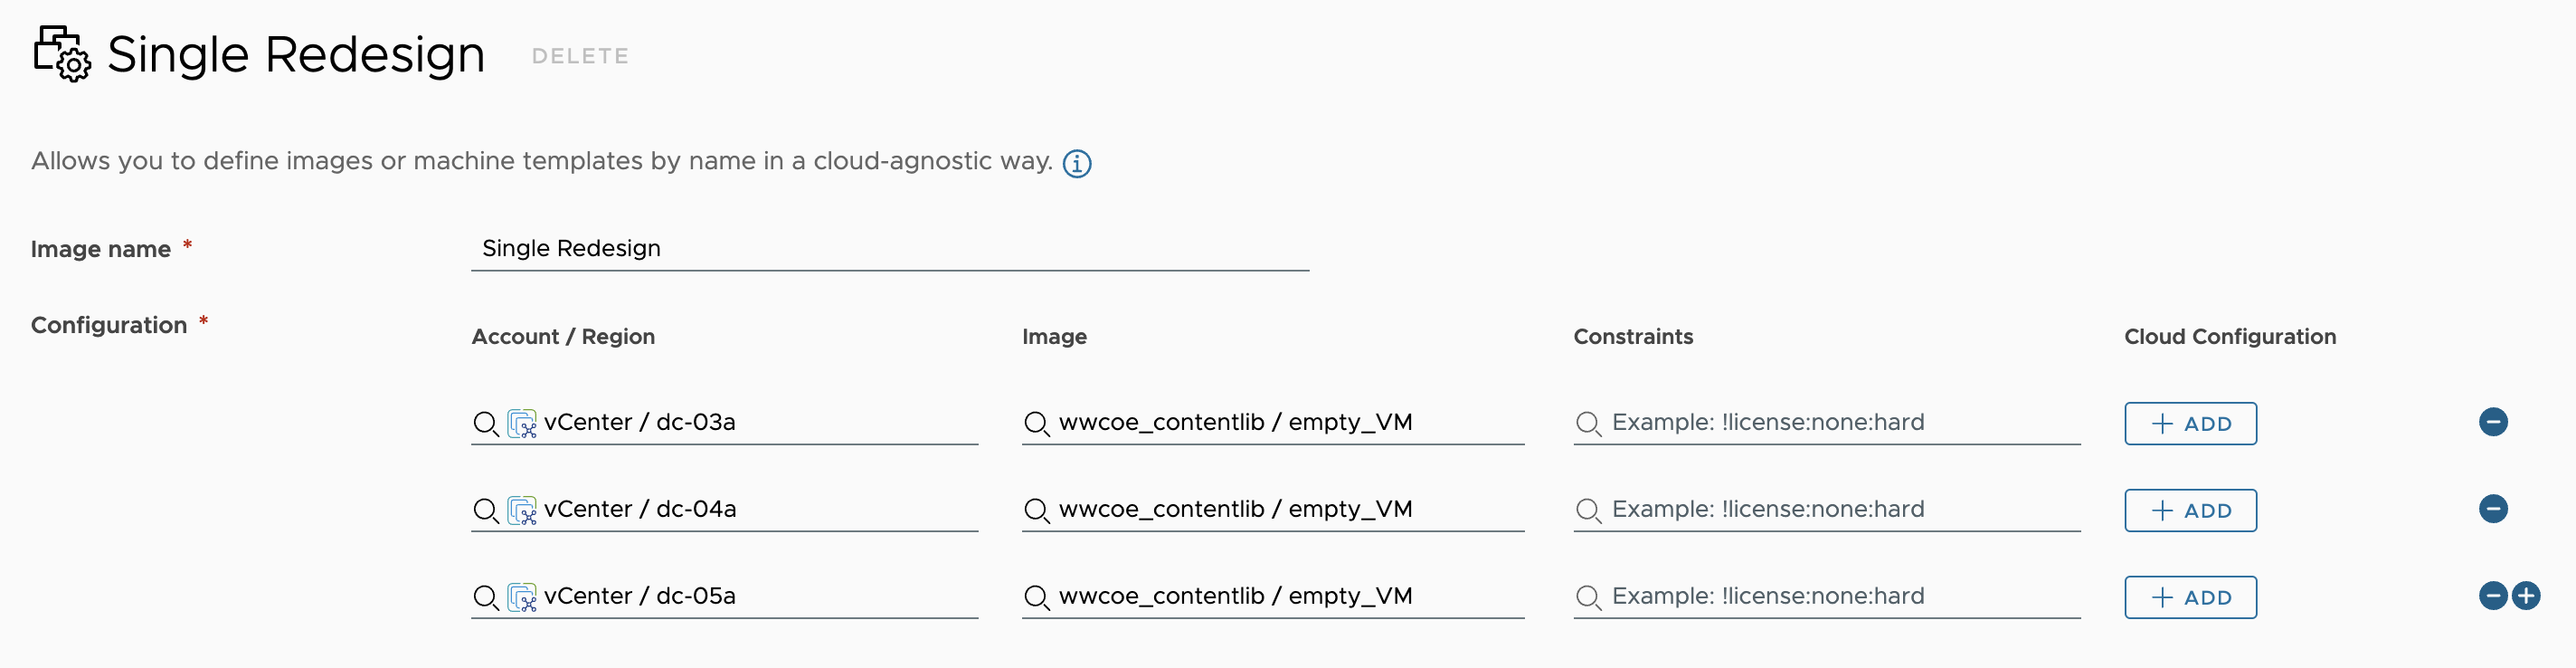 Single Redesign DELETE
Allows you to define images or machine templates by name in a cloud-agnostic way.
Image name * Single Redesign
Configuration * Account / Region Image Constraints Cloud Configuration
vCenter / dc-03a wwcoe_contentlib / empty_VM Example: !license:none:hard + ADD
vCenter / dc-04a wwcoe_contentlib / empty_VM Example: !license:none:hard + ADD
vCenter / dc-05a wwcoe_contentlib / empty_VM Example: !license:none:hard + ADD